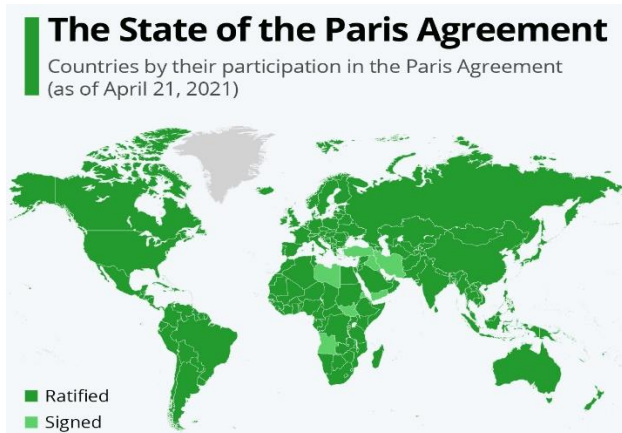 The State of the Paris Agreement
Countries by their participation in the Paris Agreement
(as of April 21, 2021)
Ratified
Signed